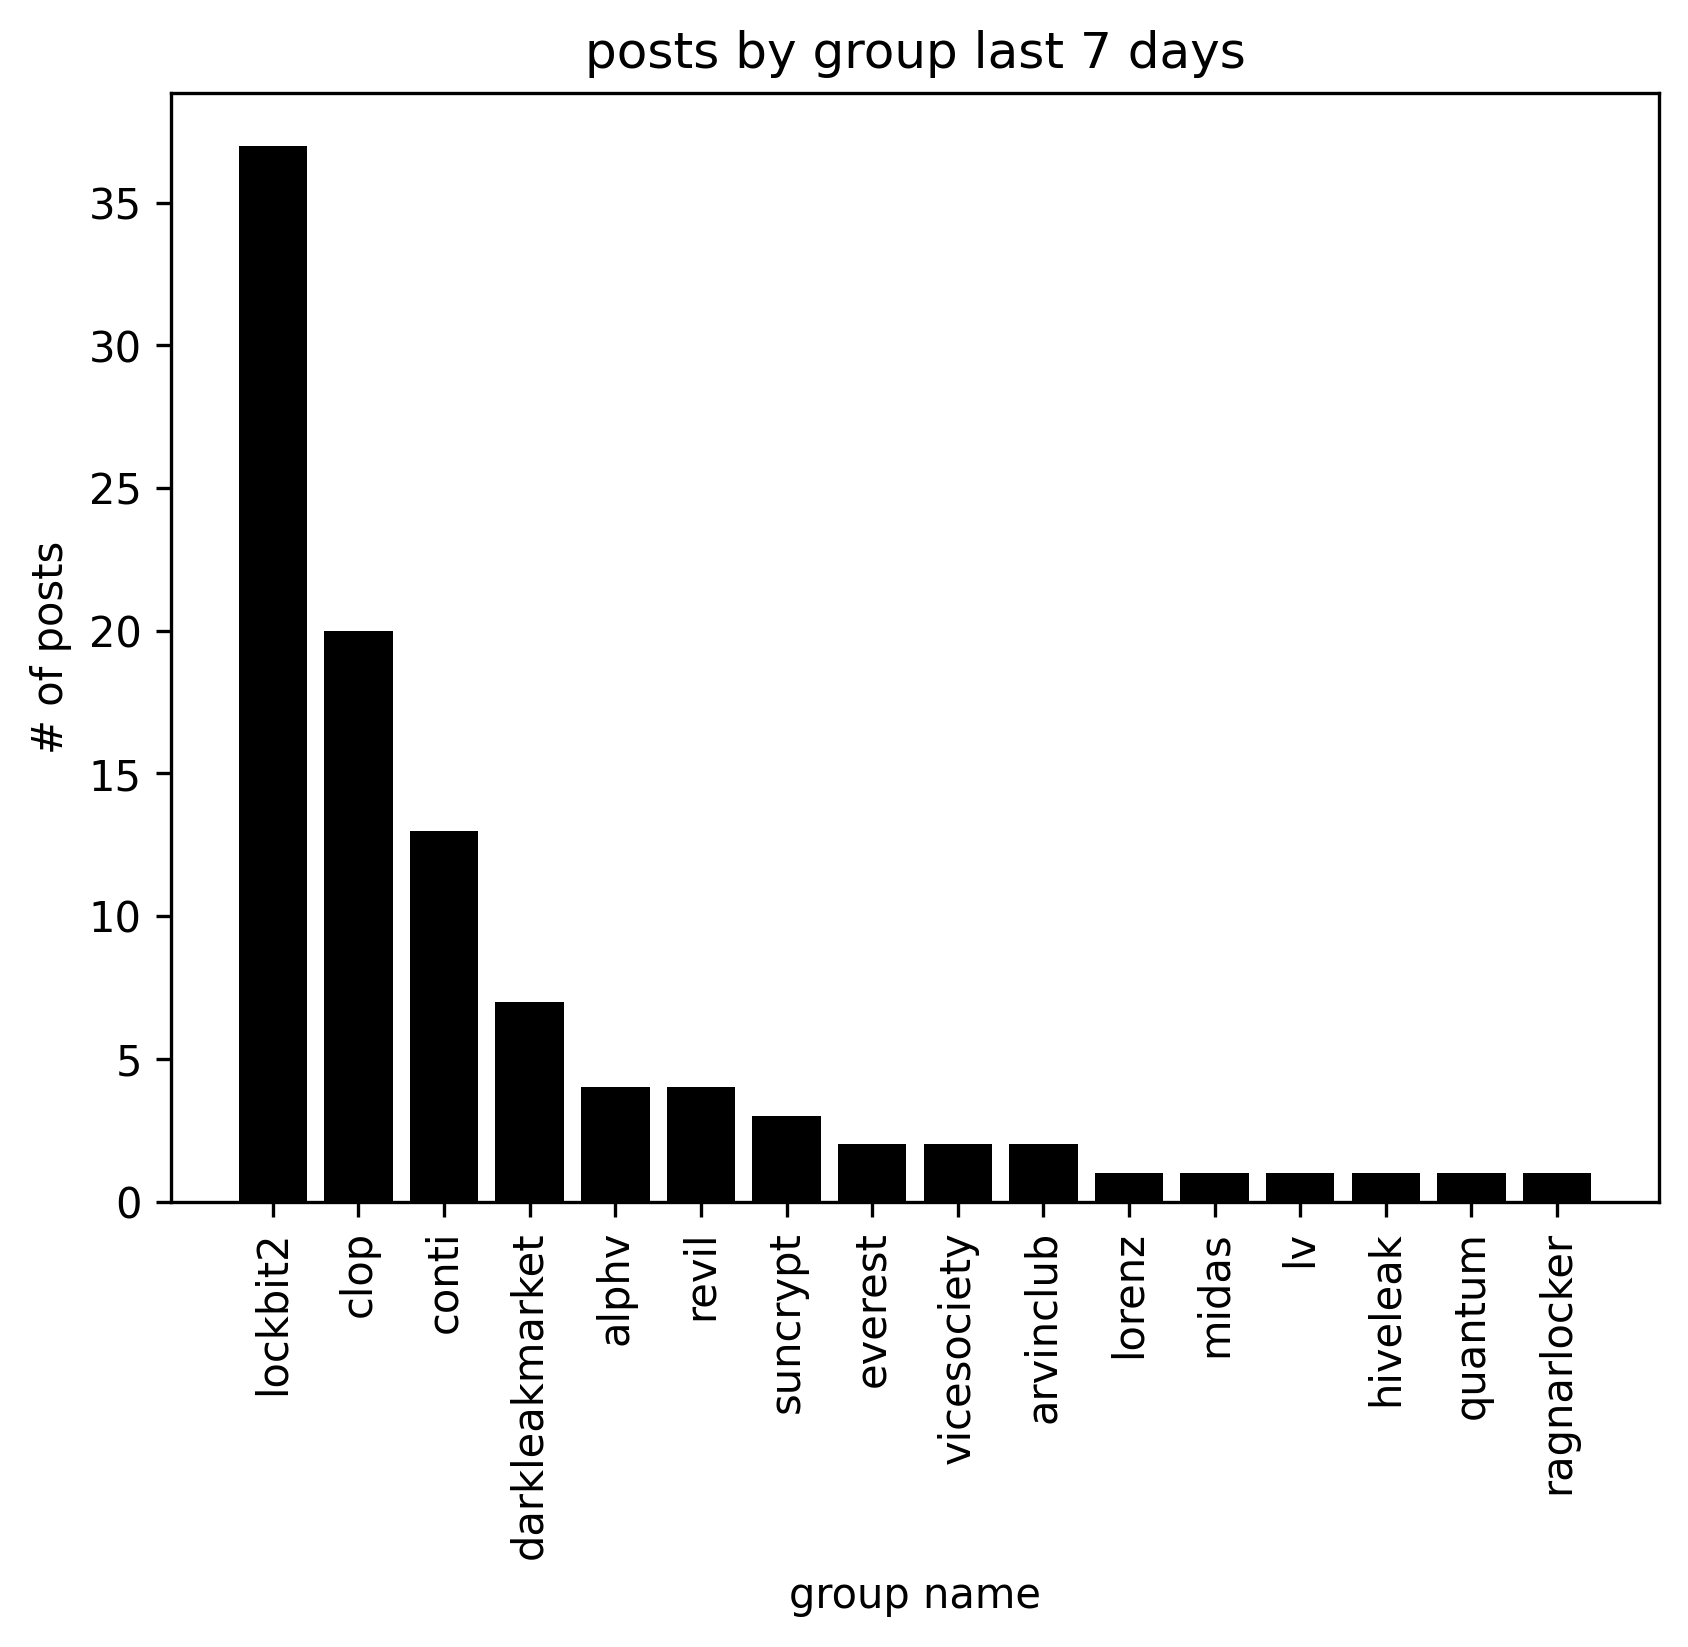 posts by group last 7 days
# of posts
35
30
25
20
15
10
5
0
lockbit2
clop
conti
darkleakmarket
alphv
revil
suncrypt
everest
vicesociety
arvinclub
lorenz
midas
lv
hiveleak
quantum
ragnarlocker
group name